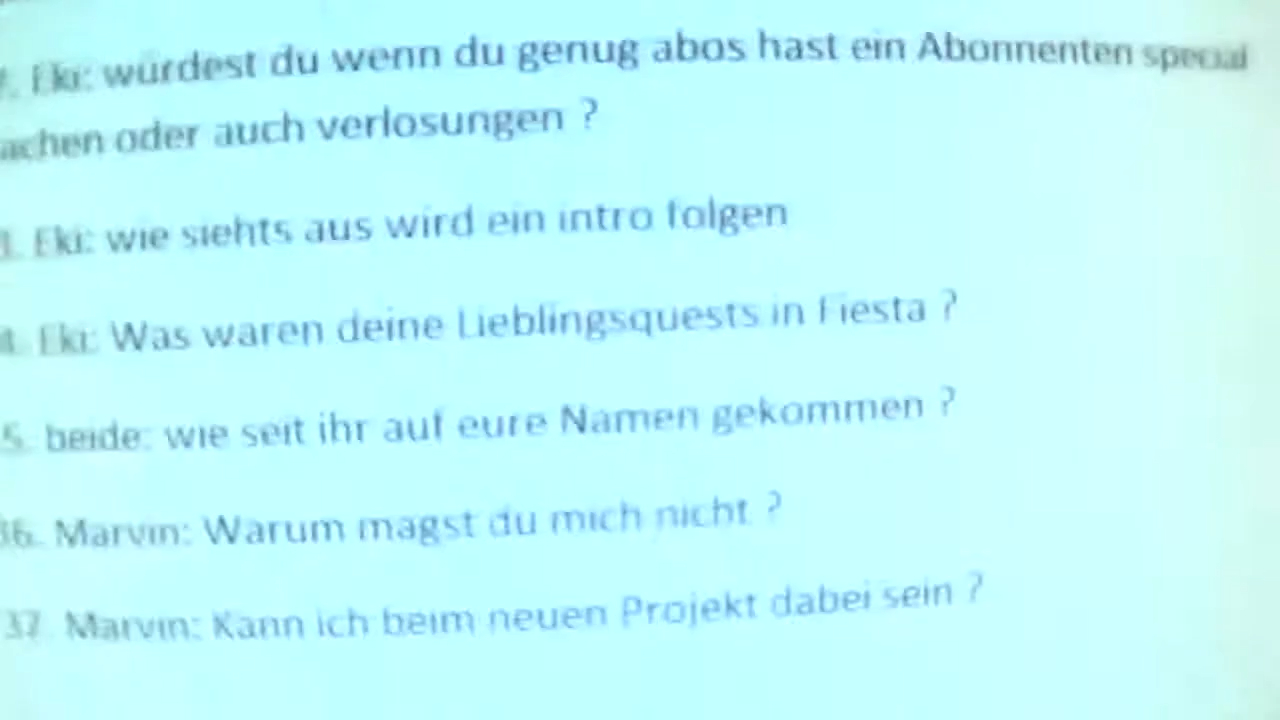 . Eki: würdest du wenn du genug abos hast ein Abonnenten special
achen oder auch verlosungen ?
. Eki: wie siehts aus wird ein intro folgen
4. Eki: Was waren deine Lieblingsquests in Fiesta ?
5. beide: wie seit ihr auf eure Namen gekommen ?
36. Marvin: Warum magst du mich nicht ?
37. Marvin: Kann ich beim neuen Projekt dabei sein ?